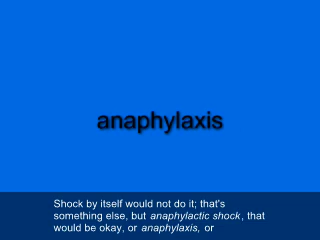 anaphylaxis
Shock by itself would not do it; that's
something else, but anaphylactic shock, that
would be okay, or anaphylaxis, or